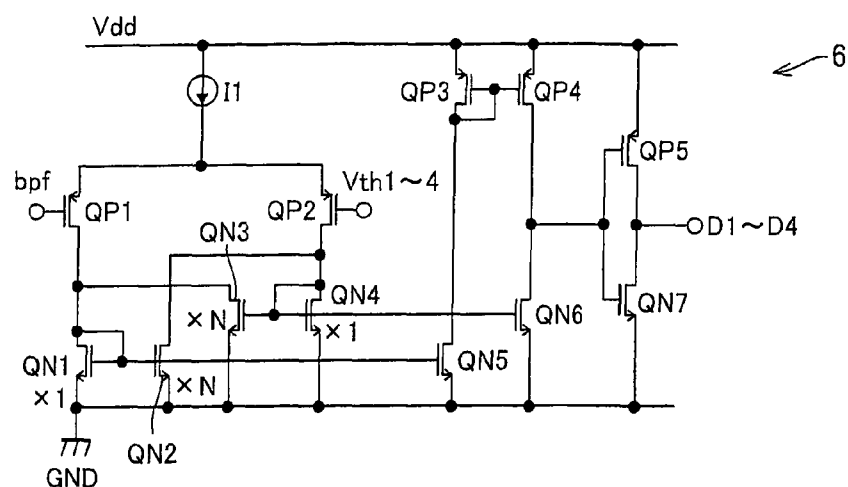 Vdd
6
I1
QP3
QP4
QP5
bpf
QP1
QP2
Vth1～4
D1～D4
QN3
QN4
×N
×1
QN6
QN7
QN1
×1
×N
QN5
QN2
GND